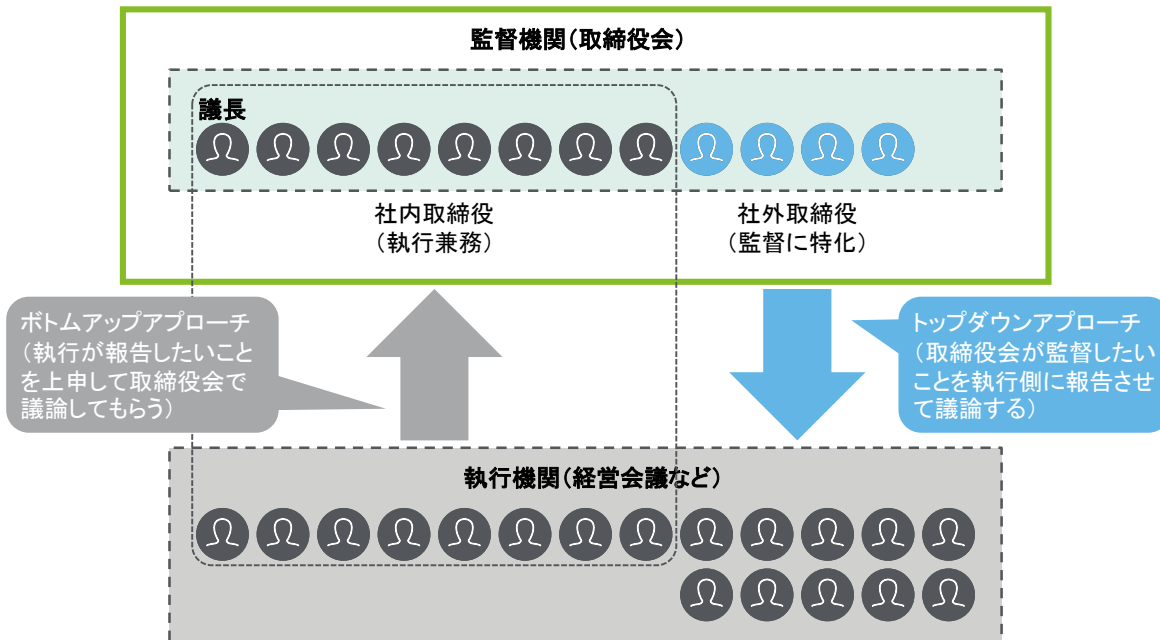 監督機関(取締役会)
議長
社内取締役
(執行兼務)
社外取締役
(監督に特化)
ボトムアップアプローチ
(執行が報告したいこと
を上申して取締役会で
議論してもらう)
トップダウンアプローチ
(取締役会が監督したい
ことを執行側に報告させ
て議論する)
執行機関(経営会議など)